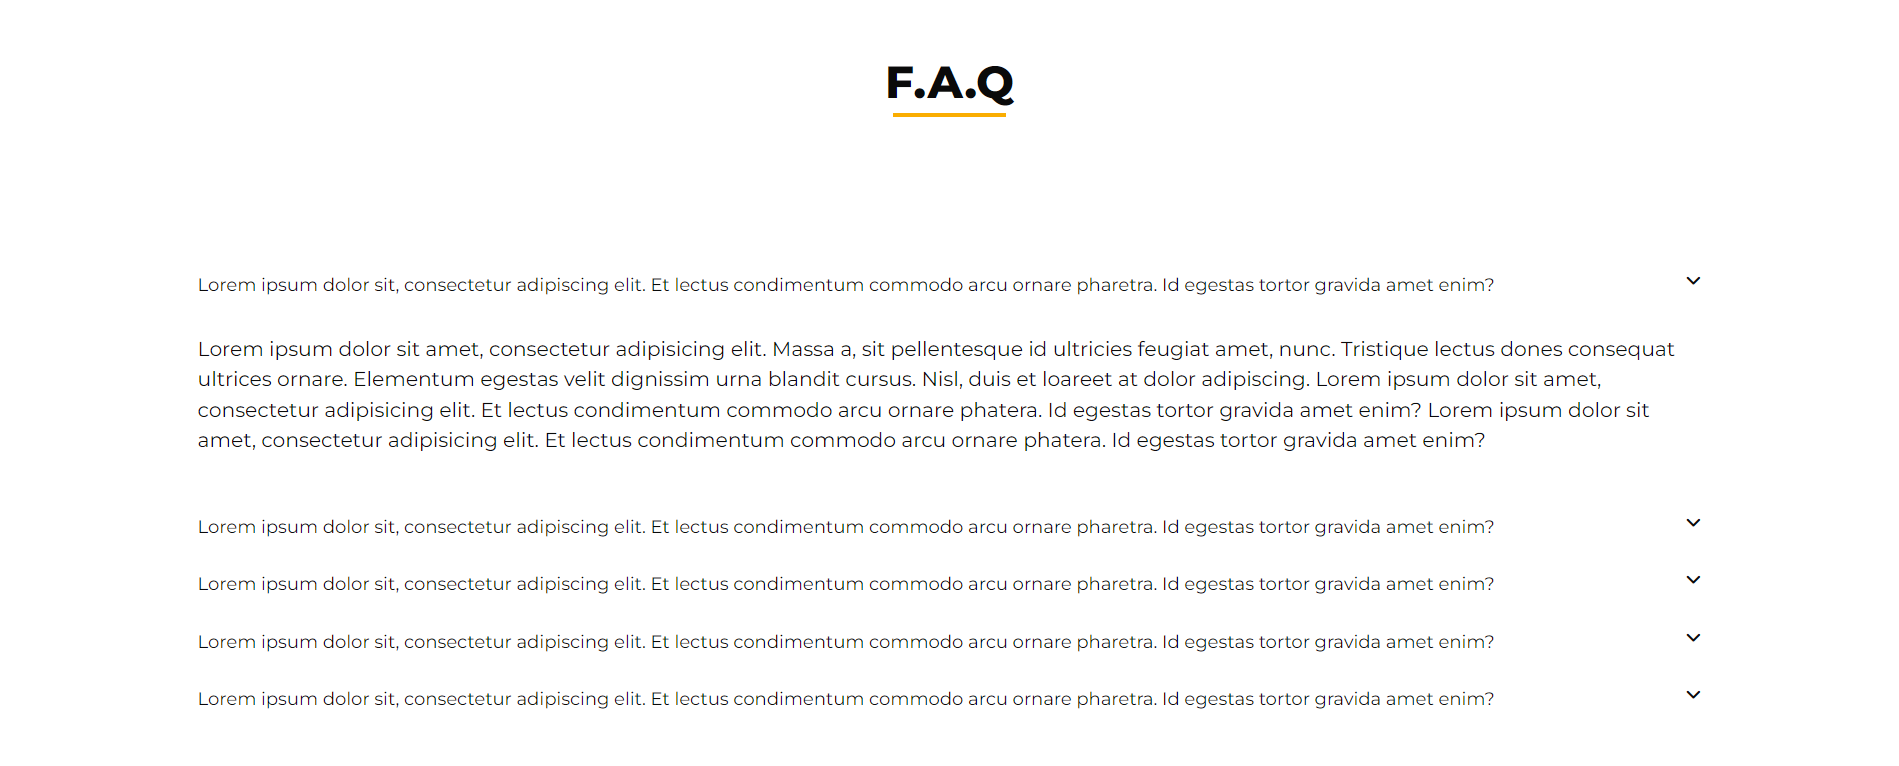 F.A.Q
Lorem ipsum dolor sit, consectetur adipiscing elit. Et lectus condimentum commodo arcu ornare pharetra. Id egestas tortor gravida amet enim?
Lorem ipsum dolor sit amet, consectetur adipisicing elit. Massa a, sit pellentesque id ultricies feugiat amet, nunc. Tristique lectus dones consequat
ultrices ornare. Elementum egestas velit dignissim urna blandit cursus. Nisl, duis et loareet at dolor adipiscing. Lorem ipsum dolor sit amet,
consectetur adipisicing elit. Et lectus condimentum commodo arcu ornare phatera. Id egestas tortor gravida amet enim? Lorem ipsum dolor sit
amet, consectetur adipisicing elit. Et lectus condimentum commodo arcu ornare phatera. Id egestas tortor gravida amet enim?
Lorem ipsum dolor sit, consectetur adipiscing elit. Et lectus condimentum commodo arcu ornare pharetra. Id egestas tortor gravida amet enim?
Lorem ipsum dolor sit, consectetur adipiscing elit. Et lectus condimentum commodo arcu ornare pharetra. Id egestas tortor gravida amet enim?
Lorem ipsum dolor sit, consectetur adipiscing elit. Et lectus condimentum commodo arcu ornare pharetra. Id egestas tortor gravida amet enim?
Lorem ipsum dolor sit, consectetur adipiscing elit. Et lectus condimentum commodo arcu ornare pharetra. Id egestas tortor gravida amet enim?